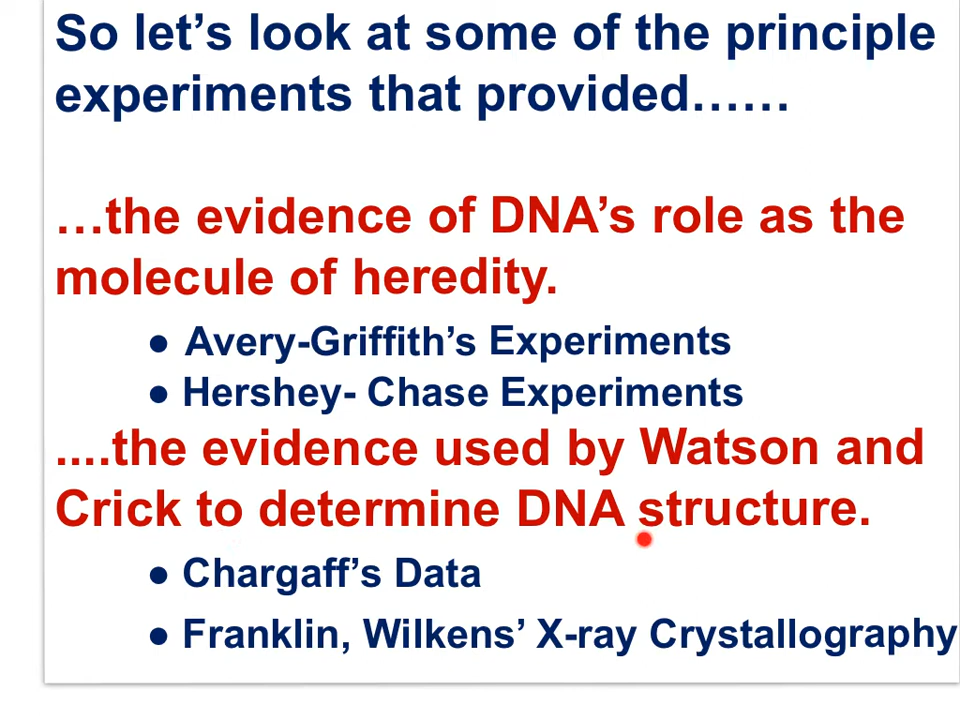 So let’s look at some of the principle
experiments that provided……
…the evidence of DNA’s role as the
molecule of heredity.
● Avery-Griffith’s Experiments
● Hershey- Chase Experiments
....the evidence used by Watson and
Crick to determine DNA structure.
● Chargaff’s Data
● Franklin, Wilkens’ X-ray Crystallography